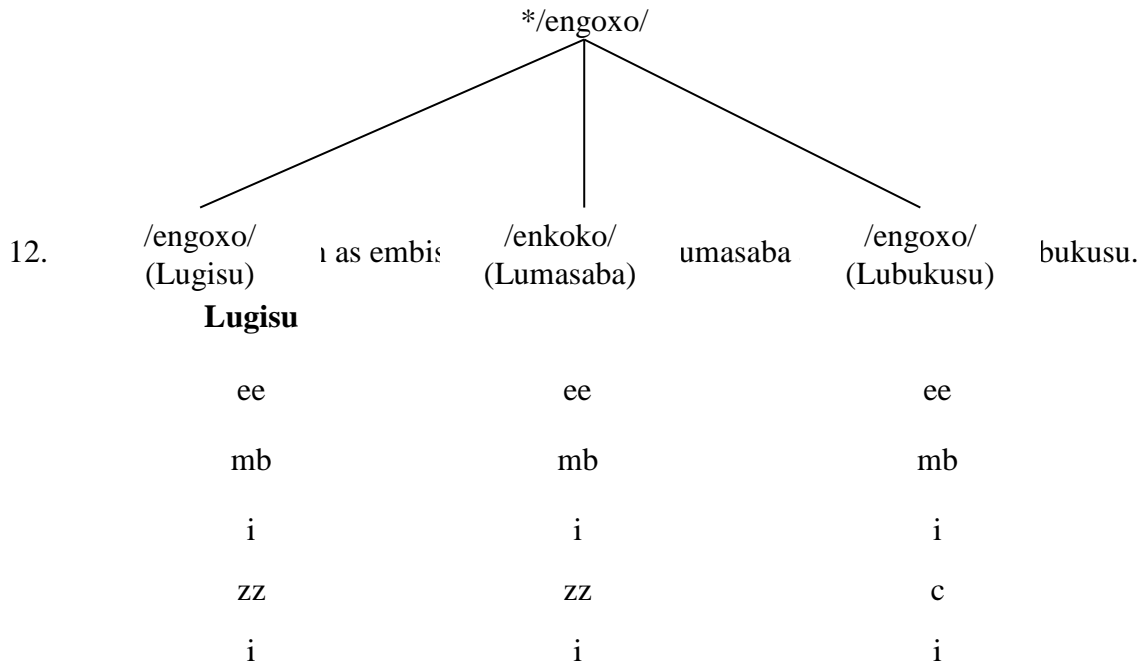 */engoxo/
/engoxo/ /enkoko/ /engoxo/
12. as embis umasaba bukusu.
(Lugisu) (Lumasaba) (Lubukusu)
Lugisu
ee ee ee
mb mb mb
i i i
zz zz c
i i i